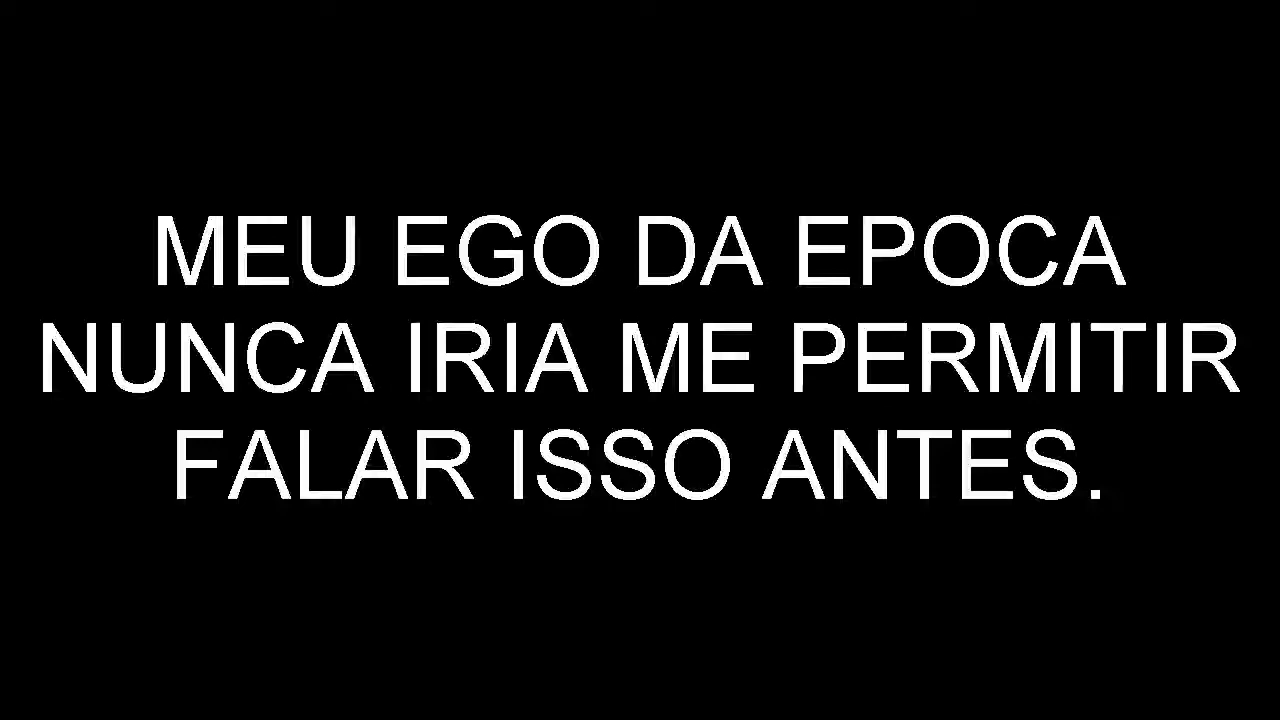 MEU EGO DA EPOCA
NUNCA IRIA ME PERMITIR
FALAR ISSO ANTES.